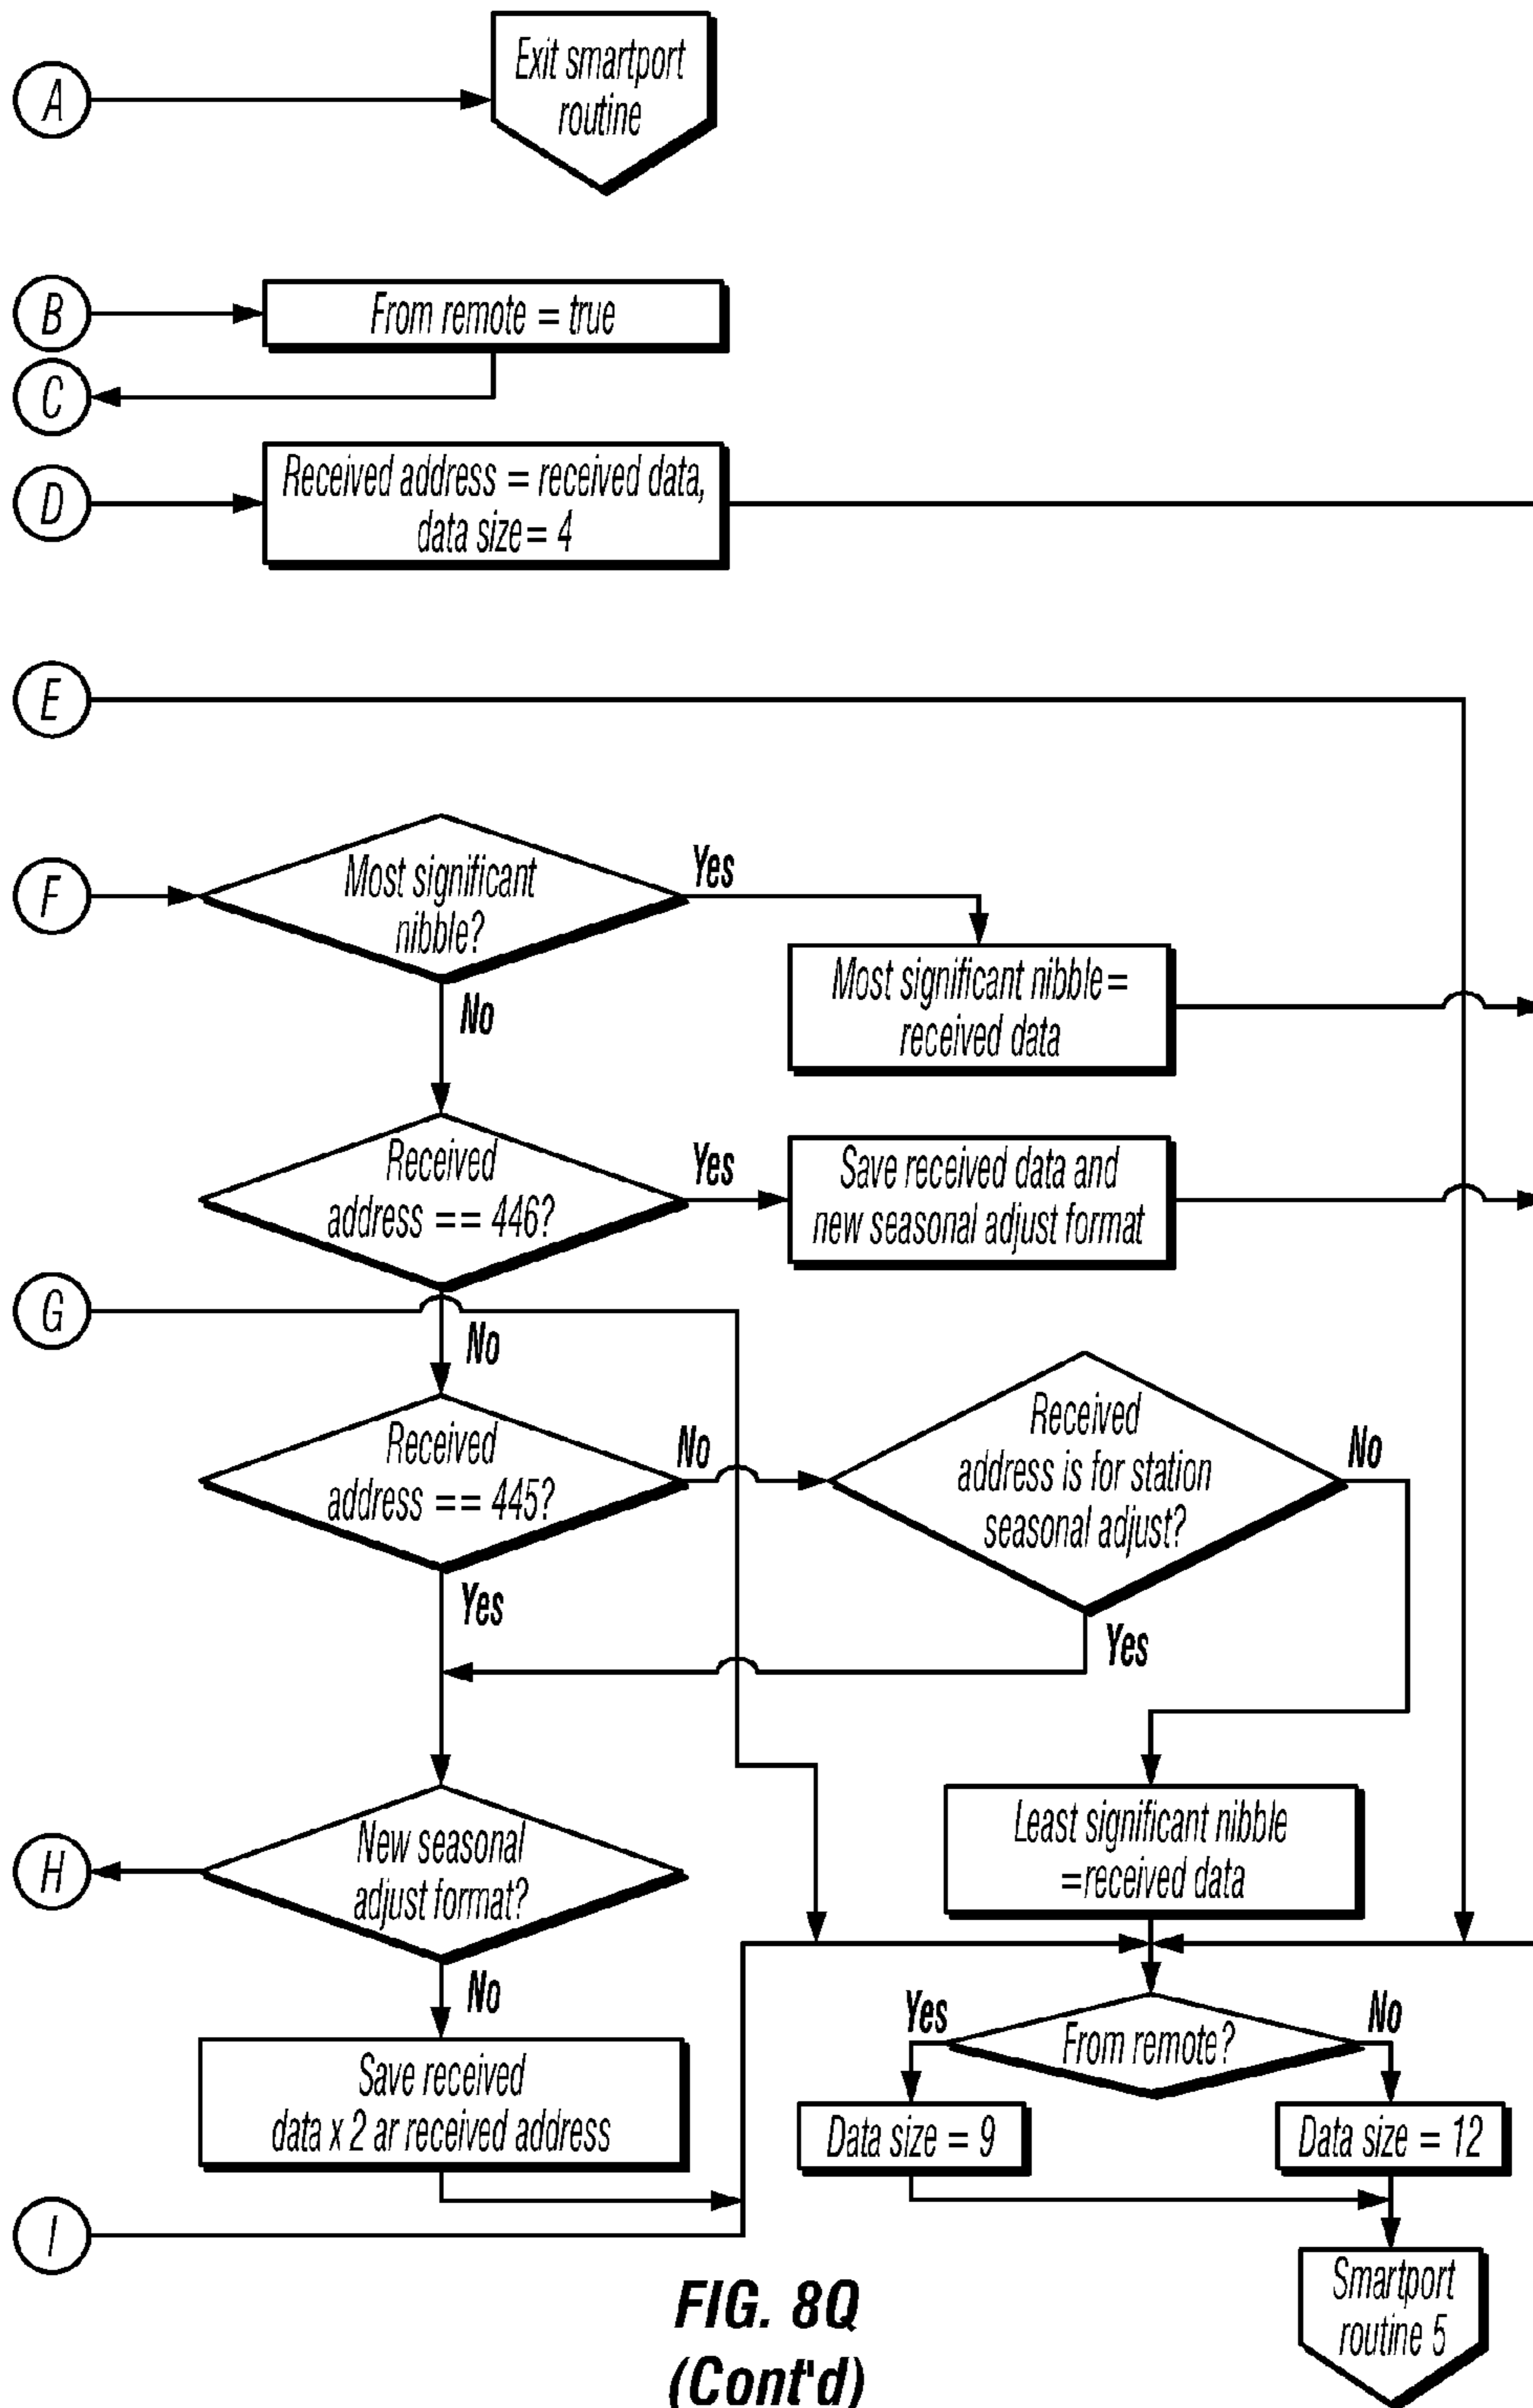 A
Exit smartport
routine
B
From remote = true
C
D
Received address = received data,
data size = 4
E
F
Most significant
nibble?
Yes
Most significant nibble =
received data
No
Received
address == 446?
Yes
Save received data and
new seasonal adjust format
G
No
Received
address == 445?
No
Received
address is for station
seasonal adjust?
No
Yes
Yes
H
New seasonal
adjust format?
Least significant nibble
=received data
No
Save received
data x 2 ar received address
Yes
From remote?
No
Data size = 9
Data size = 12
I
Smartport
routine 5
FIG. 8Q
(Cont'd)